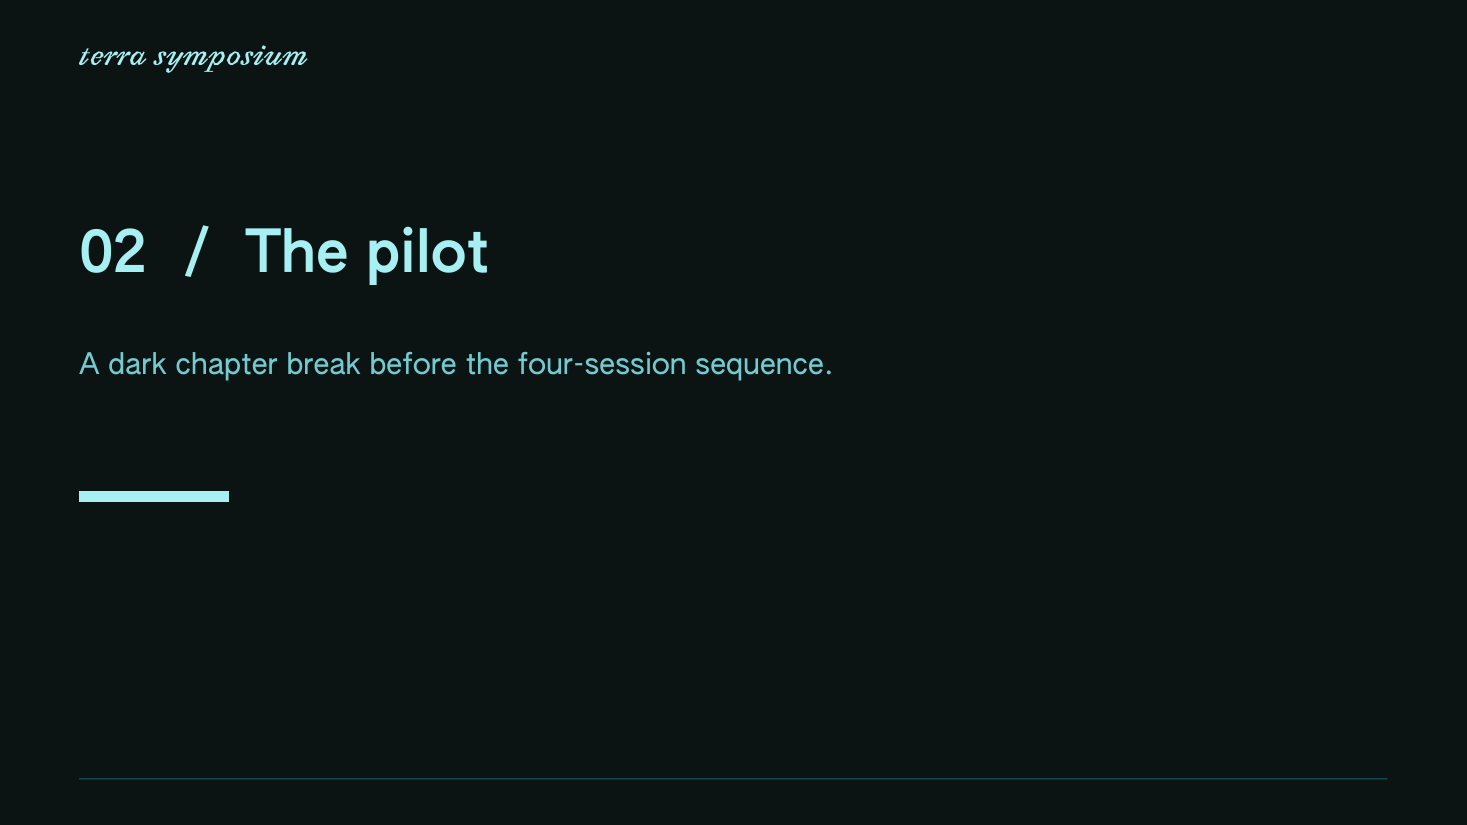 terra symposium
02 / The pilot
A dark chapter break before the four-session sequence.